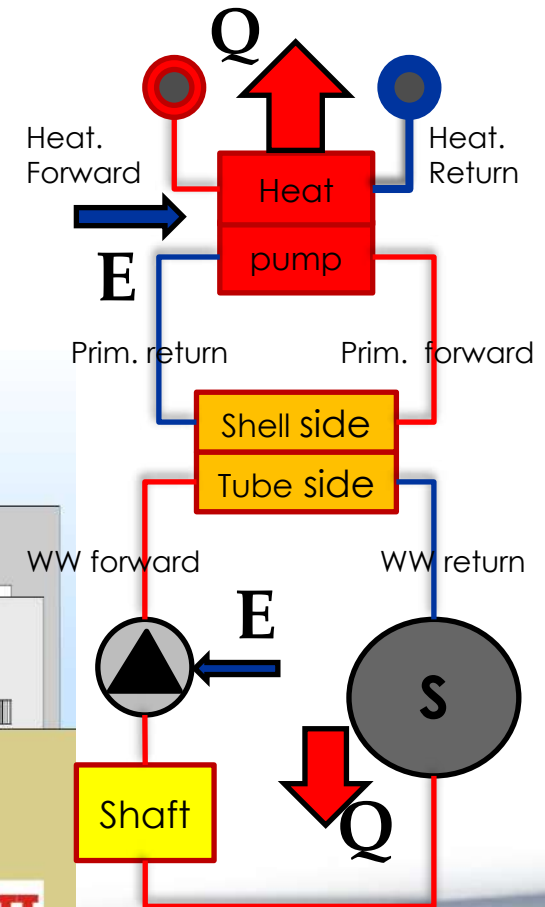 Q
Heat.
Forward
Heat.
Return
Heat
pump
E
Prim. return
Prim. forward
Shell side
Tube side
WW forward
WW return
E
S
Shaft
Q